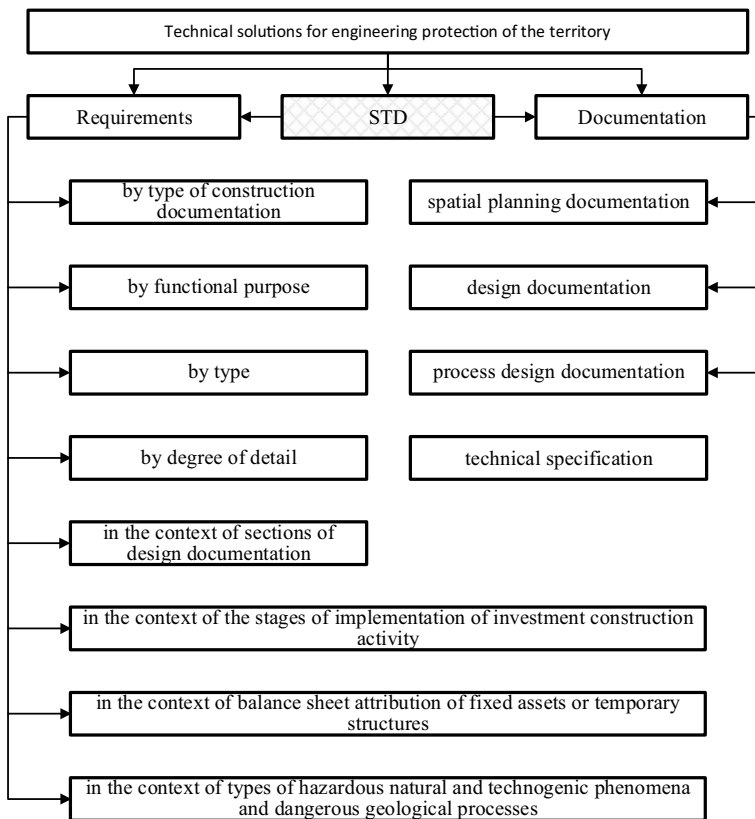 Technical solutions for engineering protection of the territory
Requirements
STD
Documentation
by type of construction
documentation
spatial planning documentation
by functional purpose
design documentation
by type
process design documentation
by degree of detail
technical specification
in the context of sections of
design documentation
in the context of the stages of implementation of investment construction
activity
in the context of balance sheet attribution of fixed assets or temporary
structures
in the context of types of hazardous natural and technogenic phenomena
and dangerous geological processes